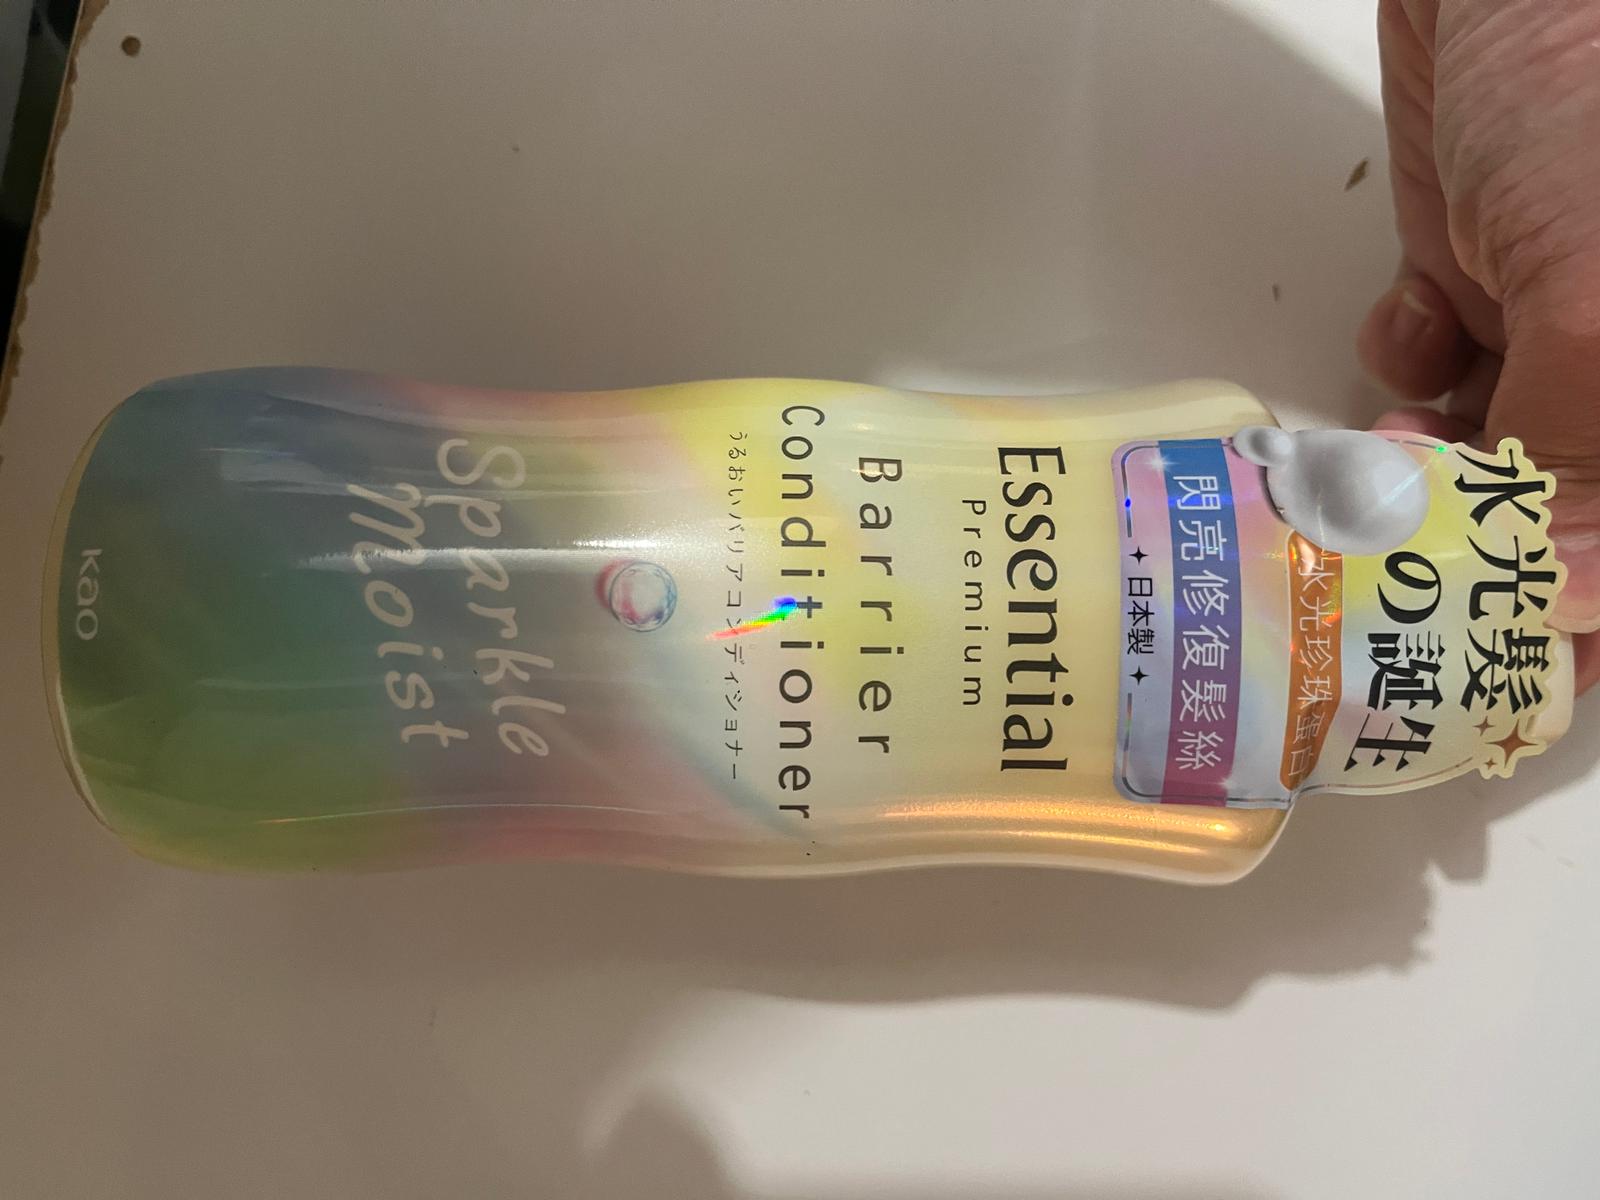 水光髮
の誕生
水光珍珠蛋白
閃亮修復髮絲
日本製
Essential
Premium
Barrier
Conditioner
うるおいバリアコンディショナー
Sparkle
moist
kao